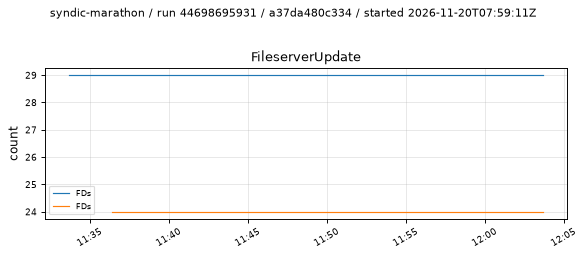 syndic-marathon / run 44698695931 / a37da480c334 / started 2026-11-20T07:59:11Z
FileserverUpdate
count
29
28
27
26
25
24
FDs
FDs
11:35
11:40
11:45
11:50
11:55
12:00
12:05